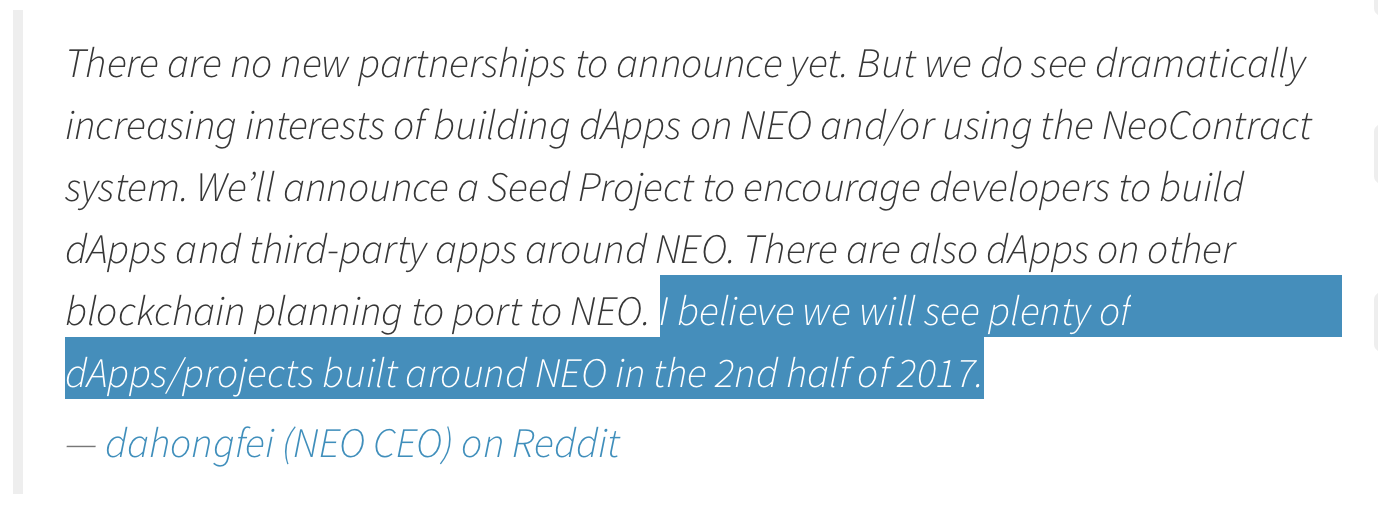 There are no new partnerships to announce yet. But we do see dramatically
increasing interests of building dApps on NEO and/or using the NeoContract
system. We’ll announce a Seed Project to encourage developers to build
dApps and third-party apps around NEO. There are also dApps on other
blockchain planning to port to NEO. I believe we will see plenty of
dApps/projects built around NEO in the 2nd half of 2017.
— dahongfei (NEO CEO) on Reddit